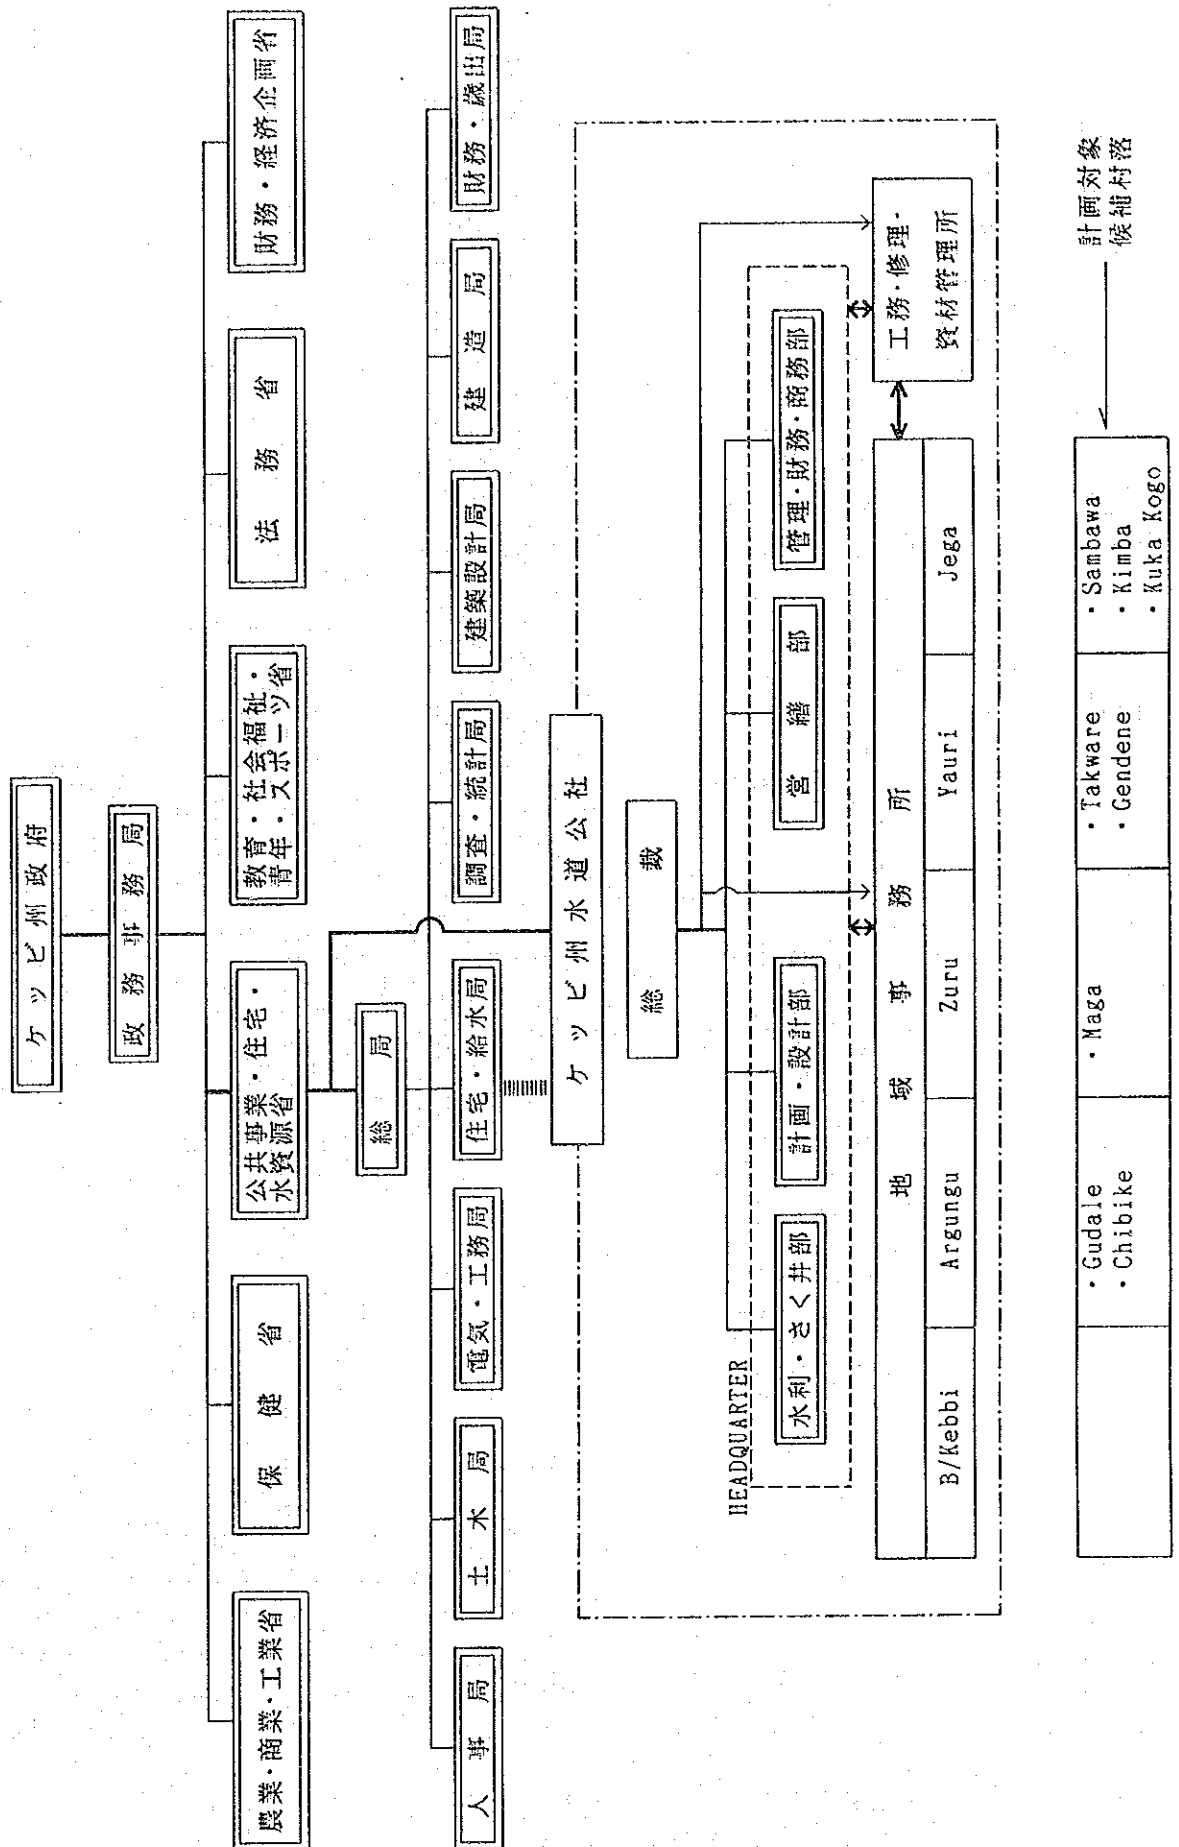 ケッビ州政府
政務事務局
農業・商業・工業省
保健省
公共事業・住宅・
水資源省
教育・社会福祉・
青年・スポーツ省
法務省
財務・経済企画省
総局
人事局
土木局
電気・工務局
住宅・給水局
調査・統計局
建築設計局
建造局
財務・歳出局
ケッビ州水道公社
総裁
HEADQUARTER
水利・さく井部
計画・設計部
営繕部
管理・財務・商務部
地域事務所
B/Kebbi
Argungu
Zuru
Yauri
Jega
工務・修理・
資材管理所
・Gudale
・Chibike
・Maga
・Takware
・Gendene
・Sambawa
・Kimba
・Kuka Kogo
計画対象
候補村落